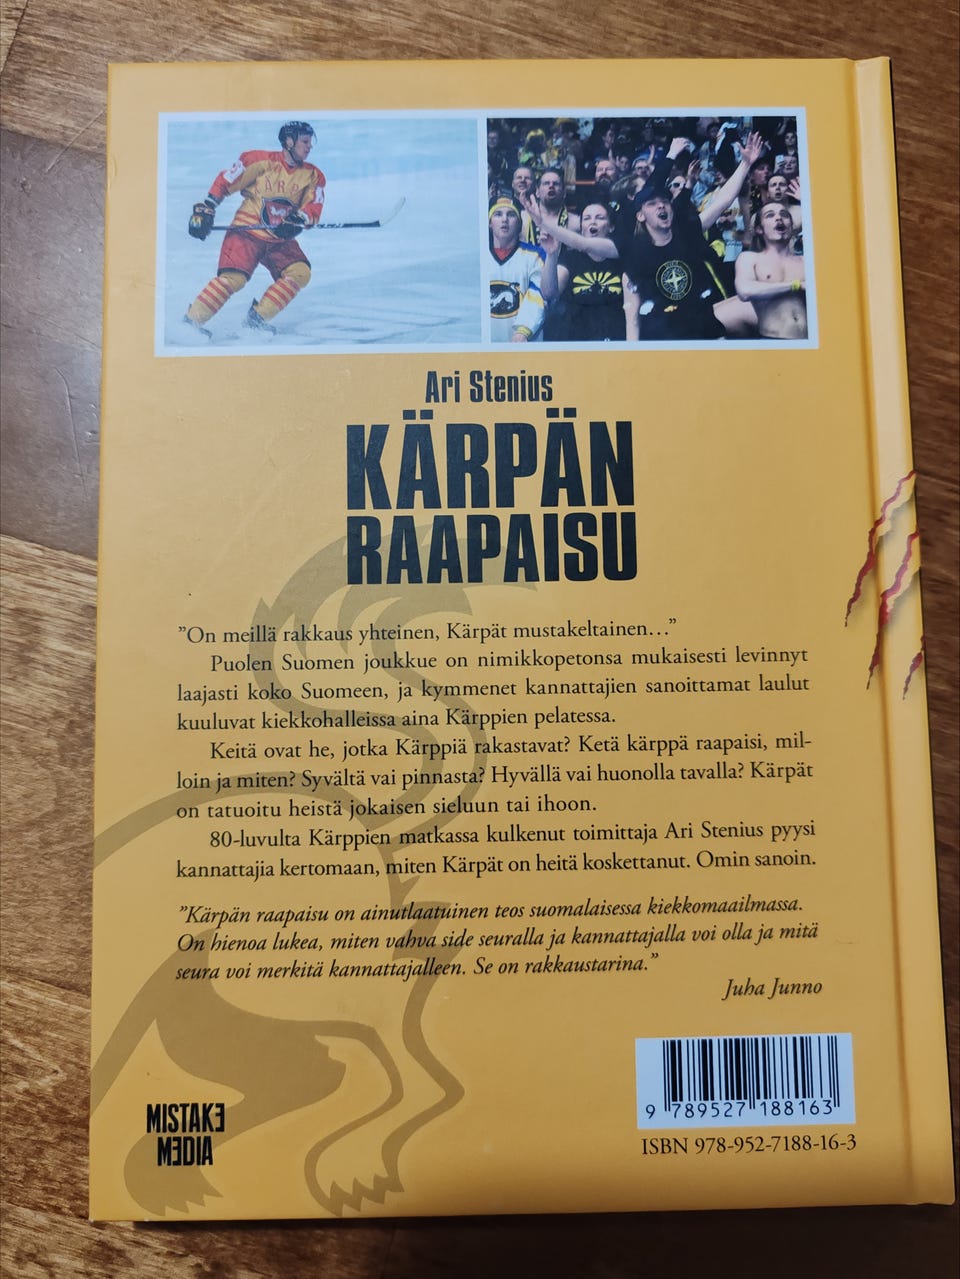 KÄRPÄ
Ari Stenius
KÄRPÄN
RAAPAISU
”On meillä rakkaus yhteinen, Kärpät mustakeltainen…”
Puolen Suomen joukkue on nimikkopetonsa mukaisesti levinnyt
laajasti koko Suomeen, ja kymmenet kannattajien sanoittamat laulut
kuuluvat kiekkohalleissa aina Kärppien pelatessa.
Keitä ovat he, jotka Kärppiä rakastavat? Ketä kärppä raapaisi, mil-
loin ja miten? Syvältä vai pinnasta? Hyvällä vai huonolla tavalla? Kärpät
on tatuoitu heistä jokaisen sieluun tai ihoon.
80-luvulta Kärppien matkassa kulkenut toimittaja Ari Stenius pyysi
kannattajia kertomaan, miten Kärpät on heitä koskettanut. Omin sanoin.
”Kärpän raapaisu on ainutlaatuinen teos suomalaisessa kiekkomaailmassa.
On hienoa lukea, miten vahva side seuralla ja kannattajalla voi olla ja mitä
seura voi merkitä kannattajalleen. Se on rakkaustarina.”
Juha Junno
MISTAKE
MEDIA
9 789527 188163
ISBN 978-952-7188-16-3